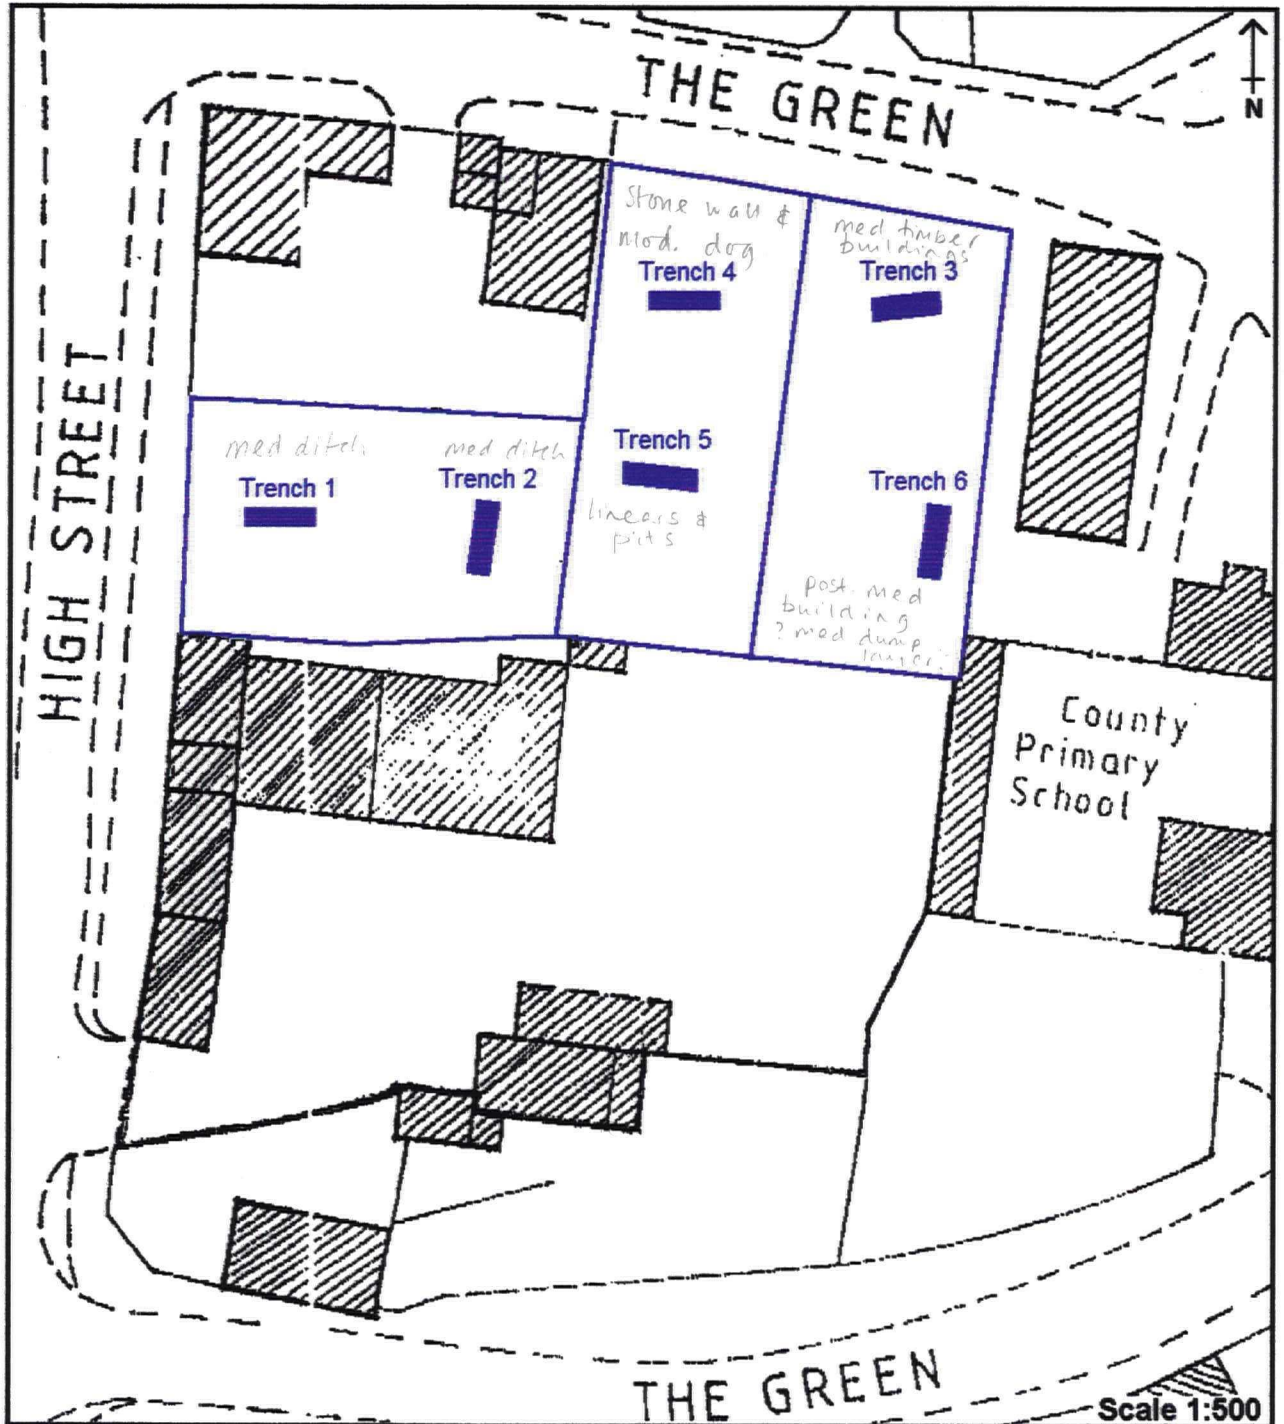 THE GREEN
N
Stone wall &
Mod. dog
Trench 4
med timber
buildings
Trench 3
HIGH STREET
med ditch
Trench 1
med ditch
Trench 2
Trench 5
linears &
pits
Trench 6
post. med
building
? med dump
layer.
County
Primary
School
THE GREEN
Scale 1:500